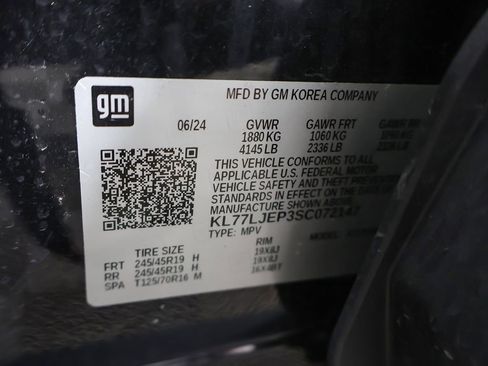 gm
MFD BY GM KOREA COMPANY
06/24 GVWR GAWR FRT GAWR RR
1880 KG 1060 KG
4145 LB 2336 LB
THIS VEHICLE CONFORMS TO ALL
APPLICABLE U.S. FEDERAL MOTOR
VEHICLE SAFETY
STANDARDS IN EFFECT ON THE DATE OF
MANUFACTURE SHOWN ABOVE.
KL77LJEP3SC072147
TYPE: MPV
TIRE SIZE RIM
FRT 245/45R19 H 19X8J
RR 245/45R19 H 19X8J
SPA T125/70R16 M 16X4BT